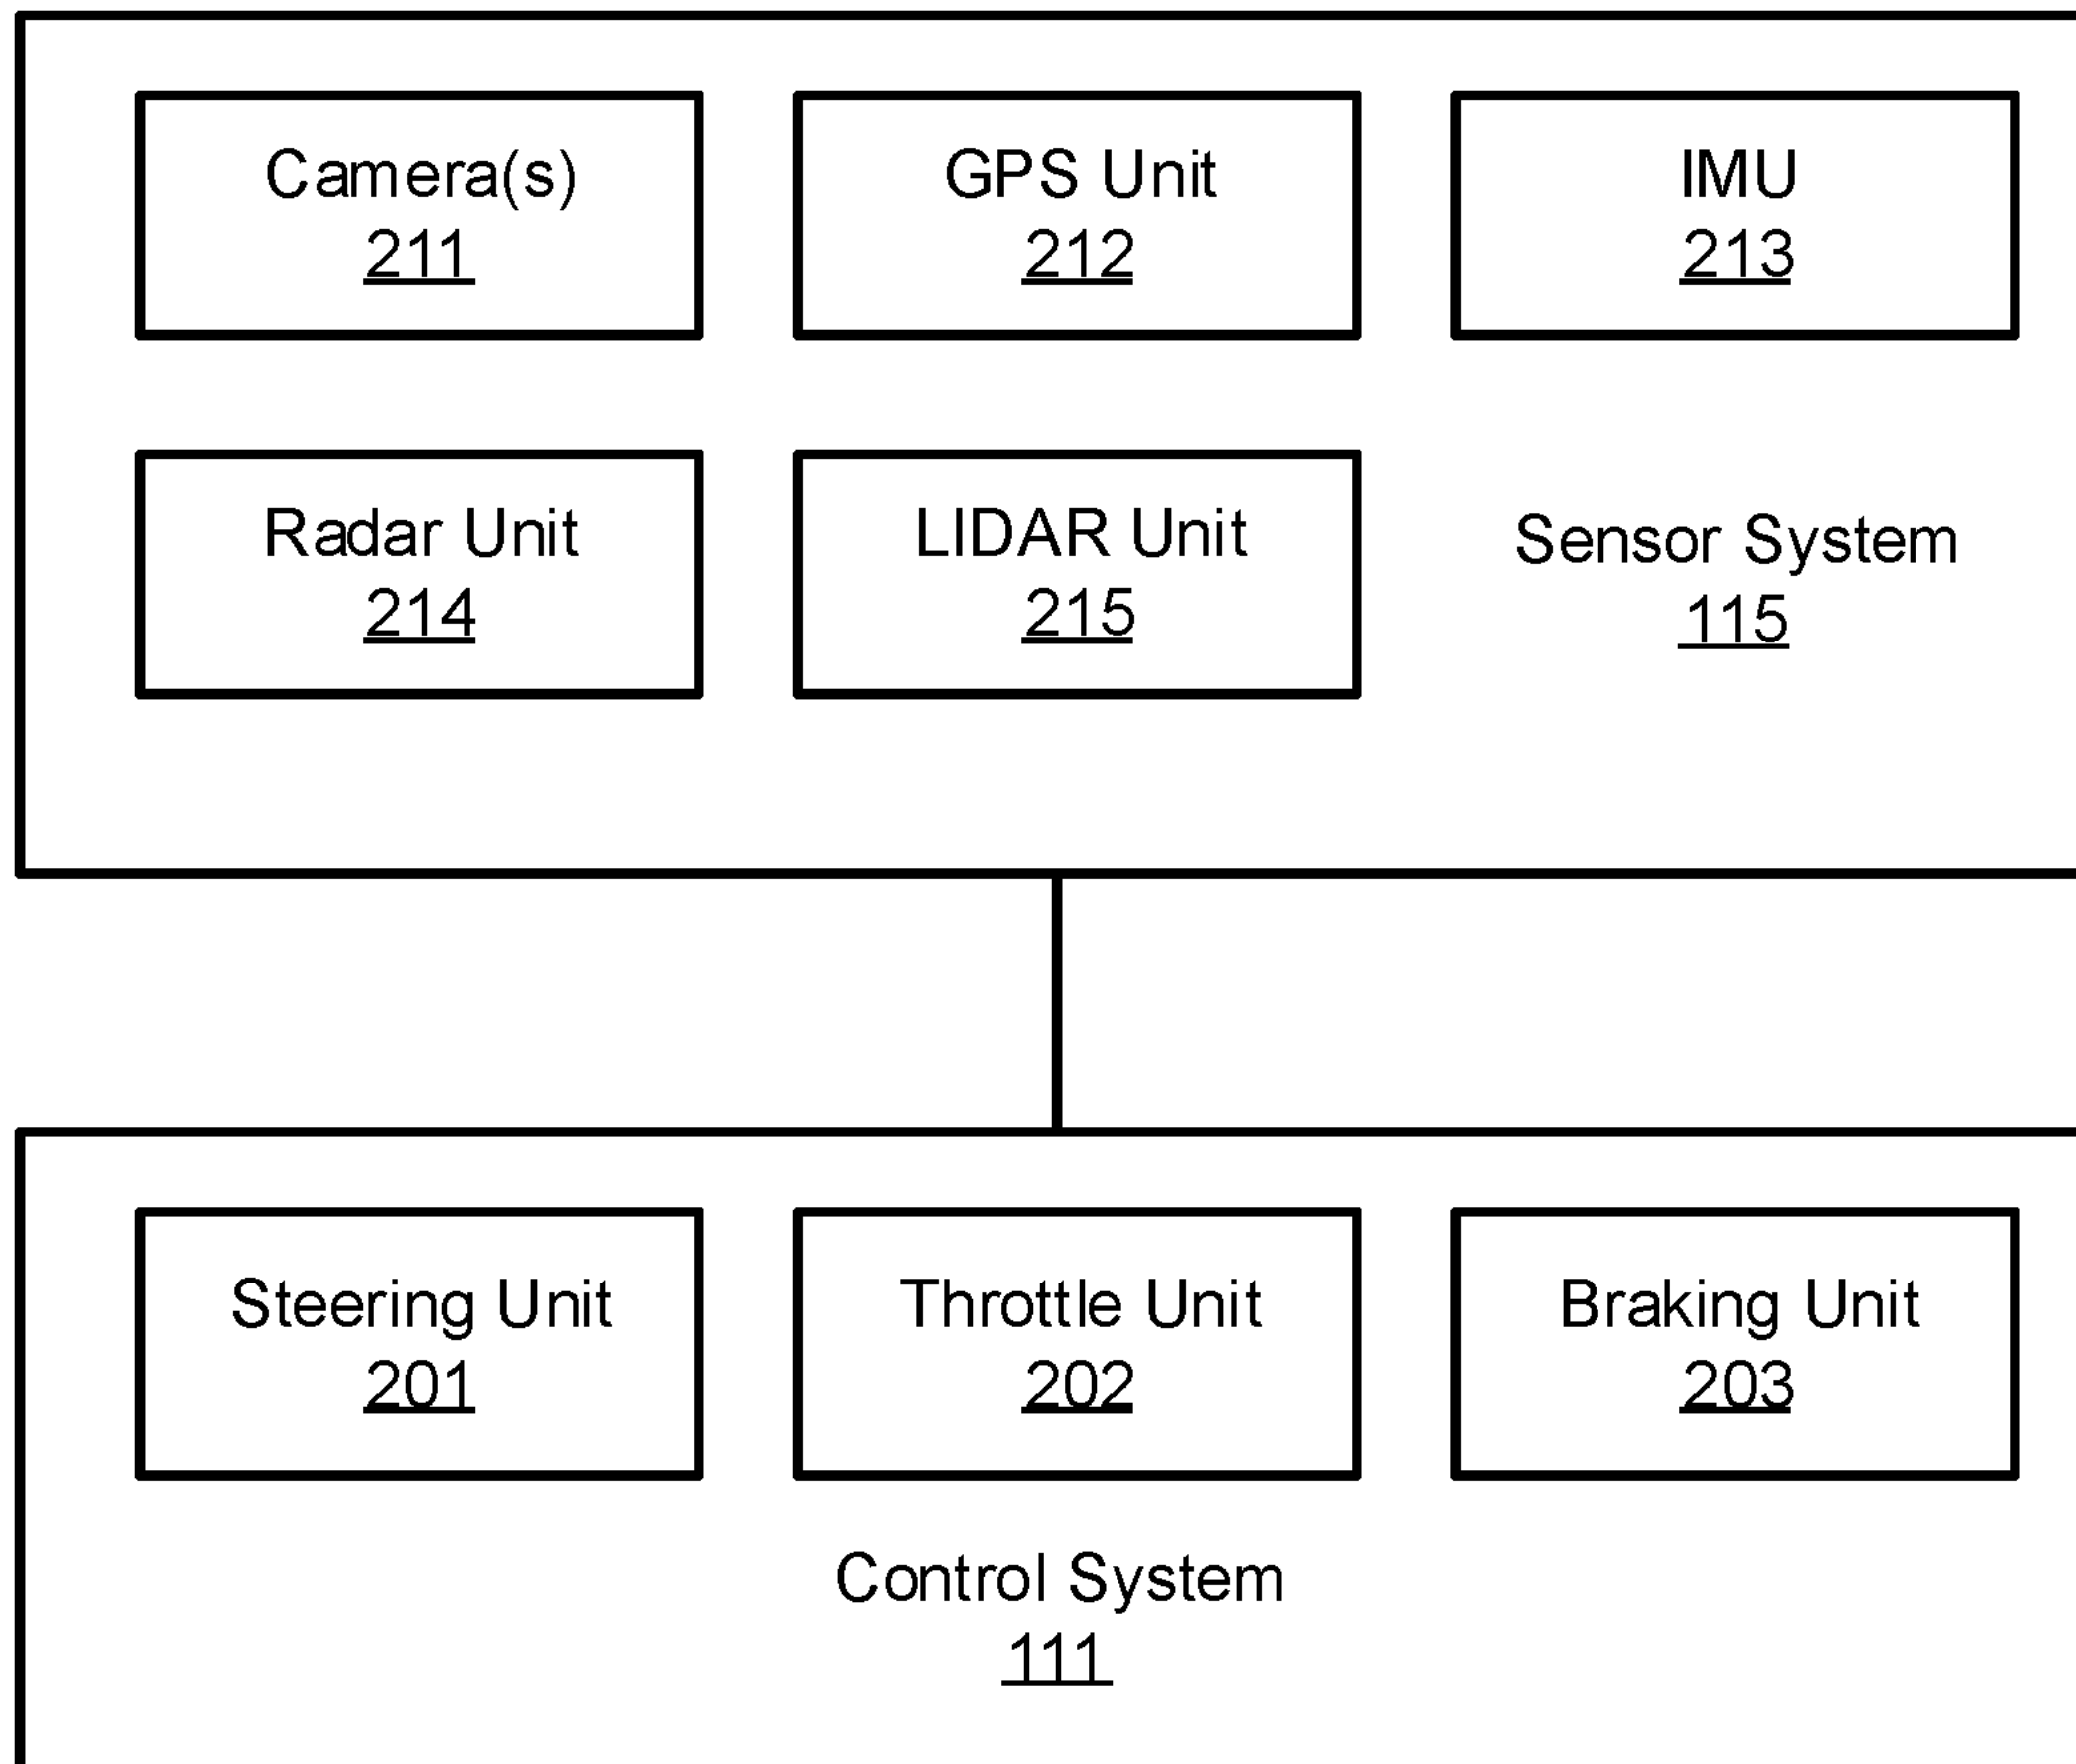 Camera(s)
211
GPS Unit
212
IMU
213
Radar Unit
214
LIDAR Unit
215
Sensor System
115
Steering Unit
201
Throttle Unit
202
Braking Unit
203
Control System
111